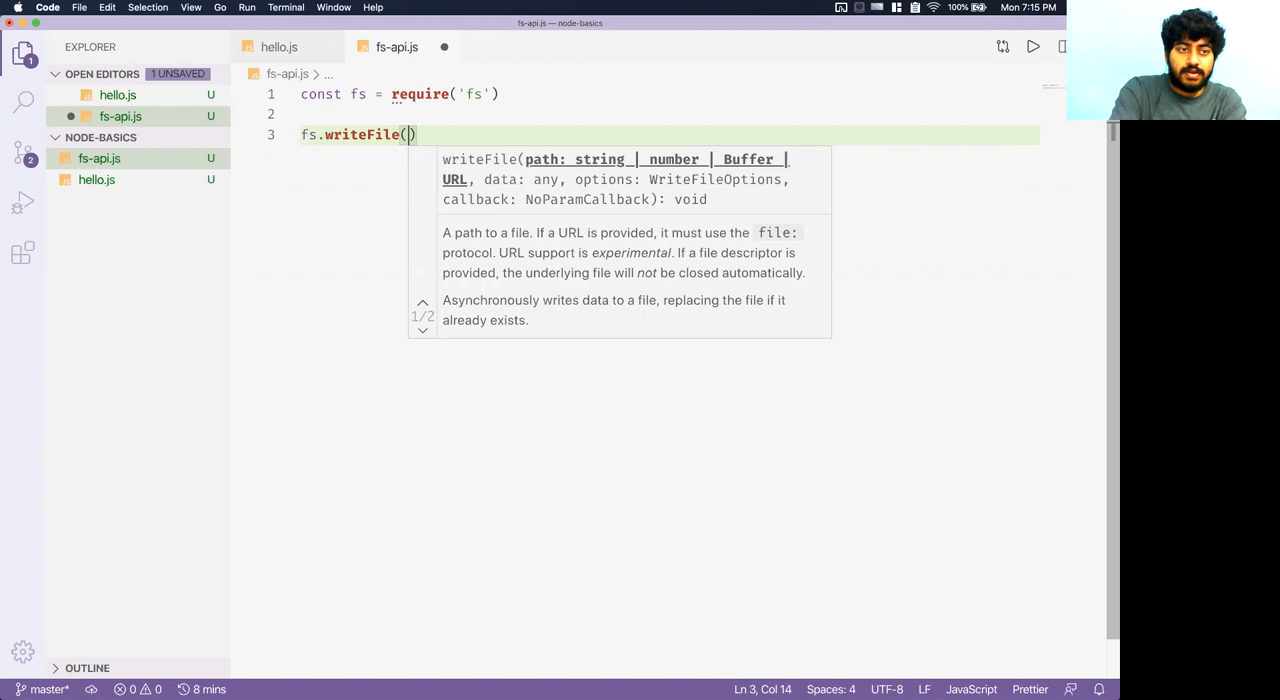 Code File Edit Selection View Go Run Terminal Window Help 100% Mon 7:15 PM
fs-api.js — node-basics
EXPLORER
hello.js
fs-api.js
OPEN EDITORS 1 UNSAVED
fs-api.js > ...
hello.js U
fs-api.js U
NODE-BASICS
fs-api.js U
hello.js U
1
2
1 const fs = require('fs')
2
3 fs.writeFile()
writeFile(path: string | number | Buffer |
URL, data: any, options: WriteFileOptions,
callback: NoParamCallback): void
A path to a file. If a URL is provided, it must use the file:
protocol. URL support is experimental. If a file descriptor is
provided, the underlying file will not be closed automatically.
1/2
Asynchronously writes data to a file, replacing the file if it
already exists.
OUTLINE
master* 0 0 8 mins Ln 3, Col 14 Spaces: 4 UTF-8 LF JavaScript Prettier